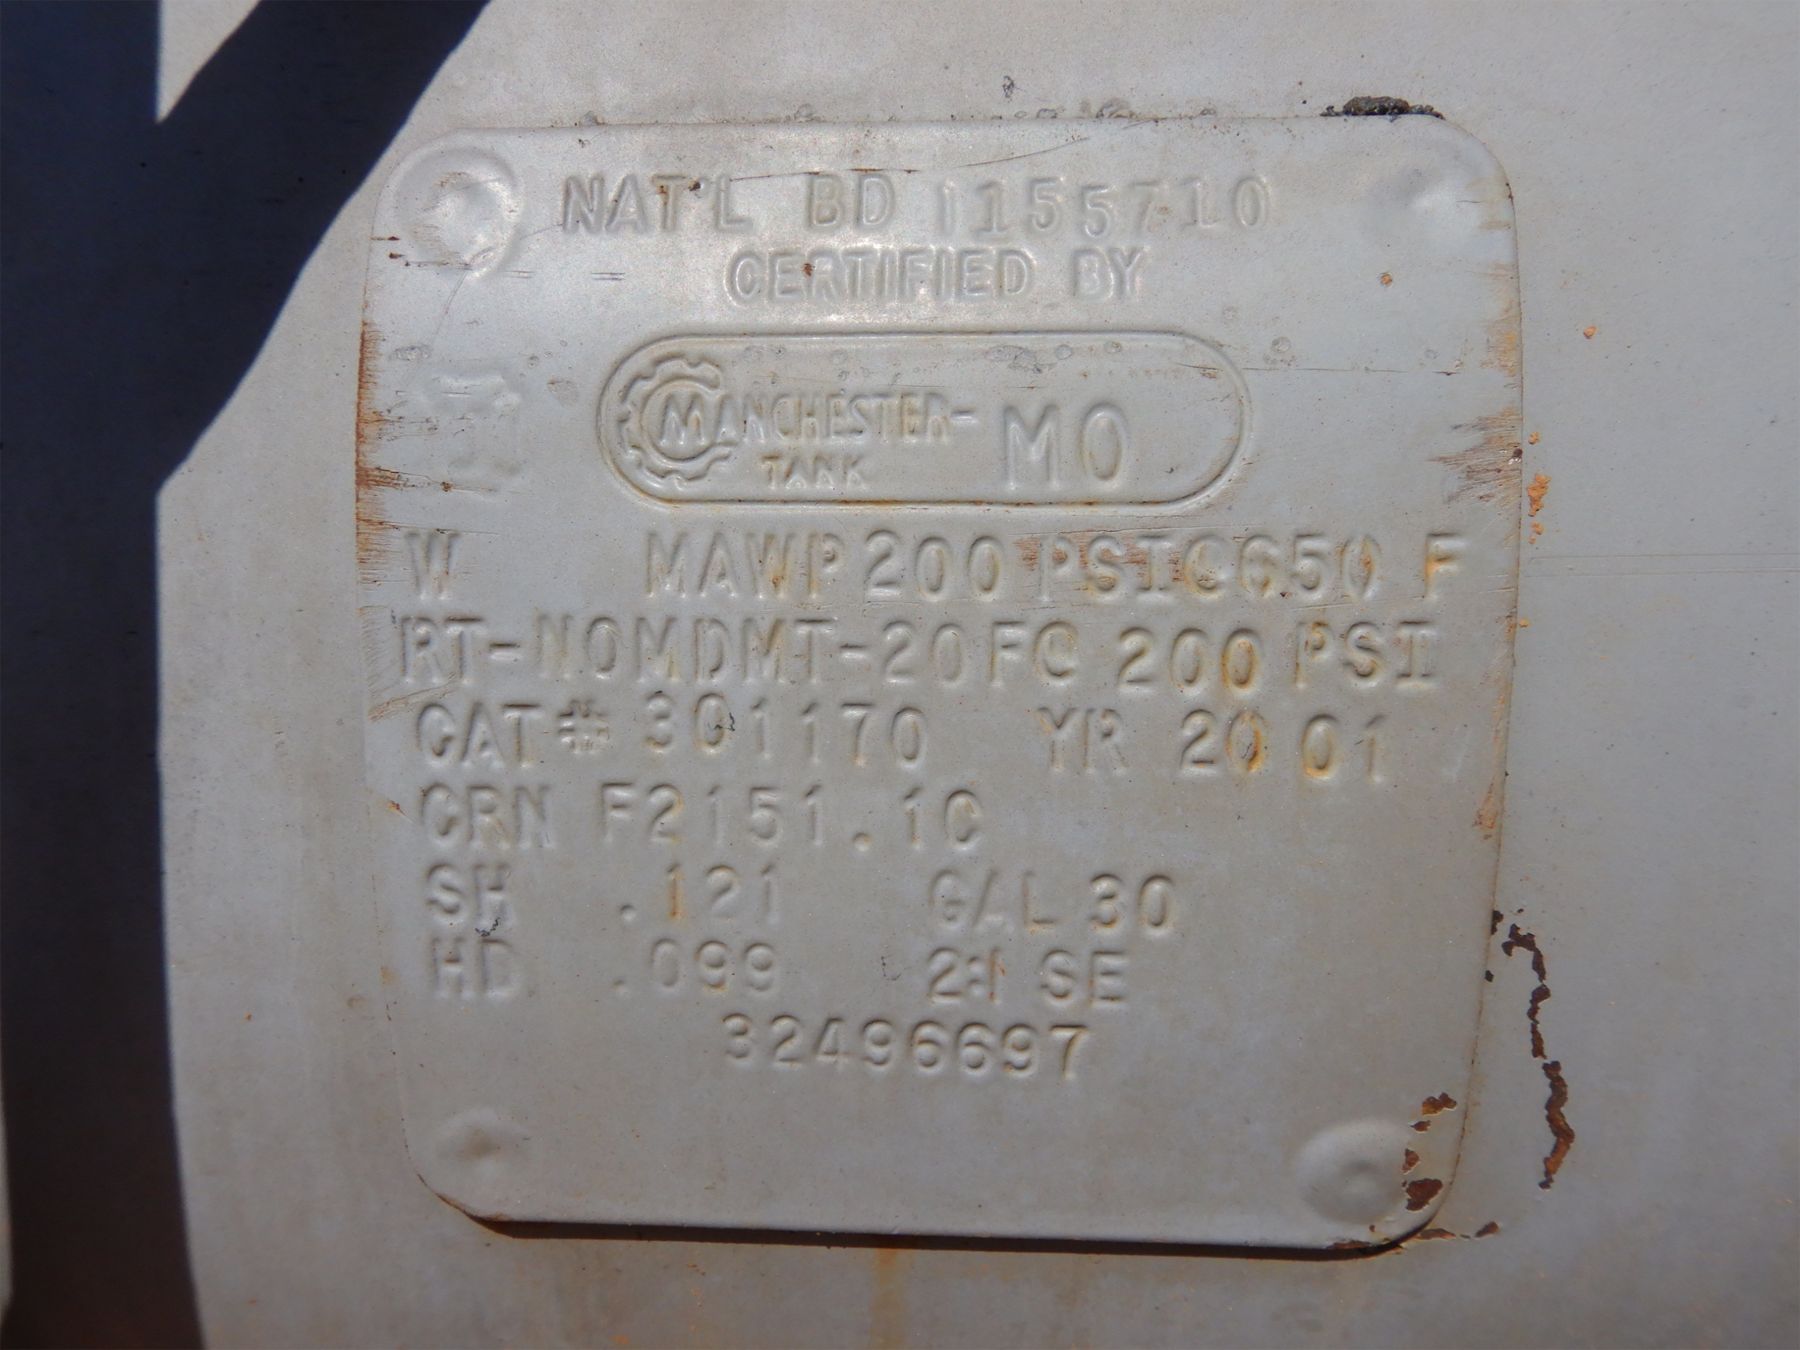 NAT'L BD 1155710
CERTIFIED BY
MANCHESTER-
TANK MO
W MAWP 200 PSI@650 F
RT-NO MDMT-20F@ 200 PSI
CAT# 301170 YR 2001
CRN F2151.1C
SH .121 GAL 30
HD .099 2:1 SE
32496697